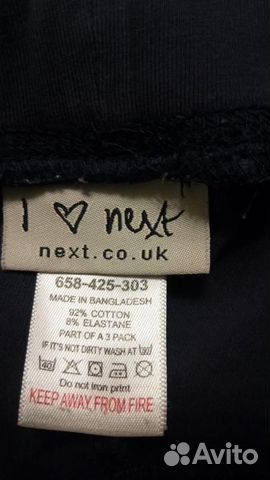 I ♡ next
next.co.uk
658-425-303
MADE IN BANGLADESH
92% COTTON
8% ELASTANE
PART OF A 3 PACK
IF IT'S NOT DIRTY WASH AT 30
40
Do not iron print
KEEP AWAY FROM FIRE
Avito